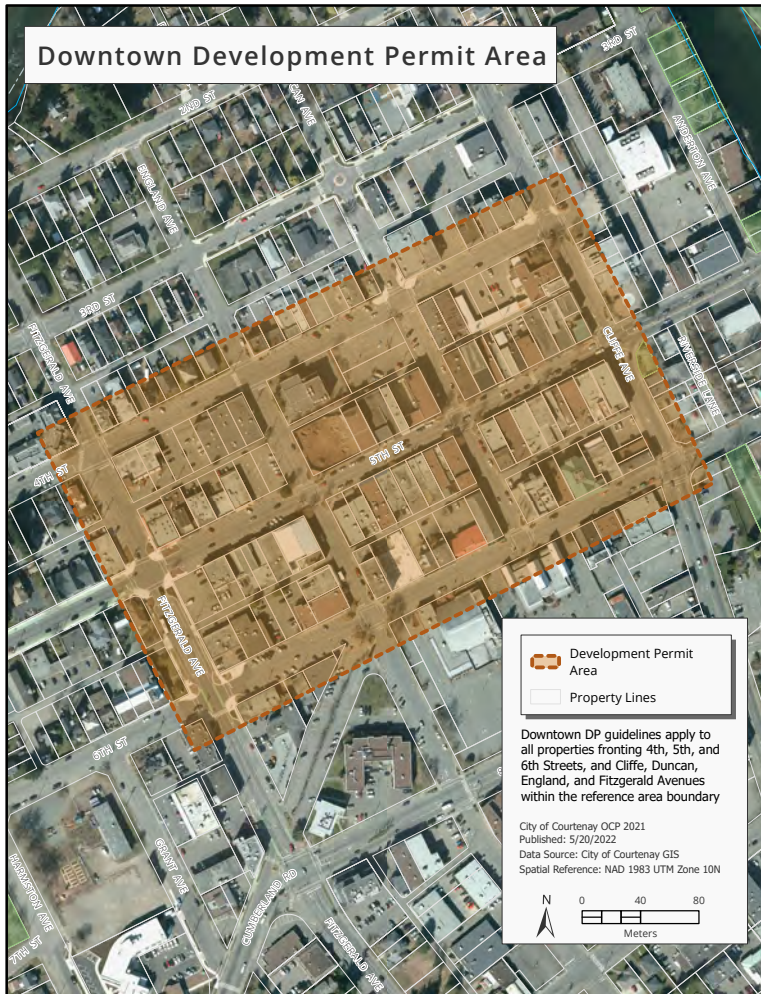 Downtown Development Permit Area
2ND ST
CAN AVE
3RD ST
ENGLAND AVE
ANDERTON AVE
3RD ST
FITZGERALD AVE
CLIFFE AVE
RIVERSIDE LANE
4TH ST
5TH ST
FITZGERALD AVE
6TH ST
GRANT AVE
HARMSTON AVE
CUMBERLAND RD
7TH ST
FITZGERALD AVE
Development Permit
Area
Property Lines
Downtown DP guidelines apply to
all properties fronting 4th, 5th, and
6th Streets, and Cliffe, Duncan,
England, and Fitzgerald Avenues
within the reference area boundary
City of Courtenay OCP 2021
Published: 5/20/2022
Data Source: City of Courtenay GIS
Spatial Reference: NAD 1983 UTM Zone 10N
N
0 40 80
Meters